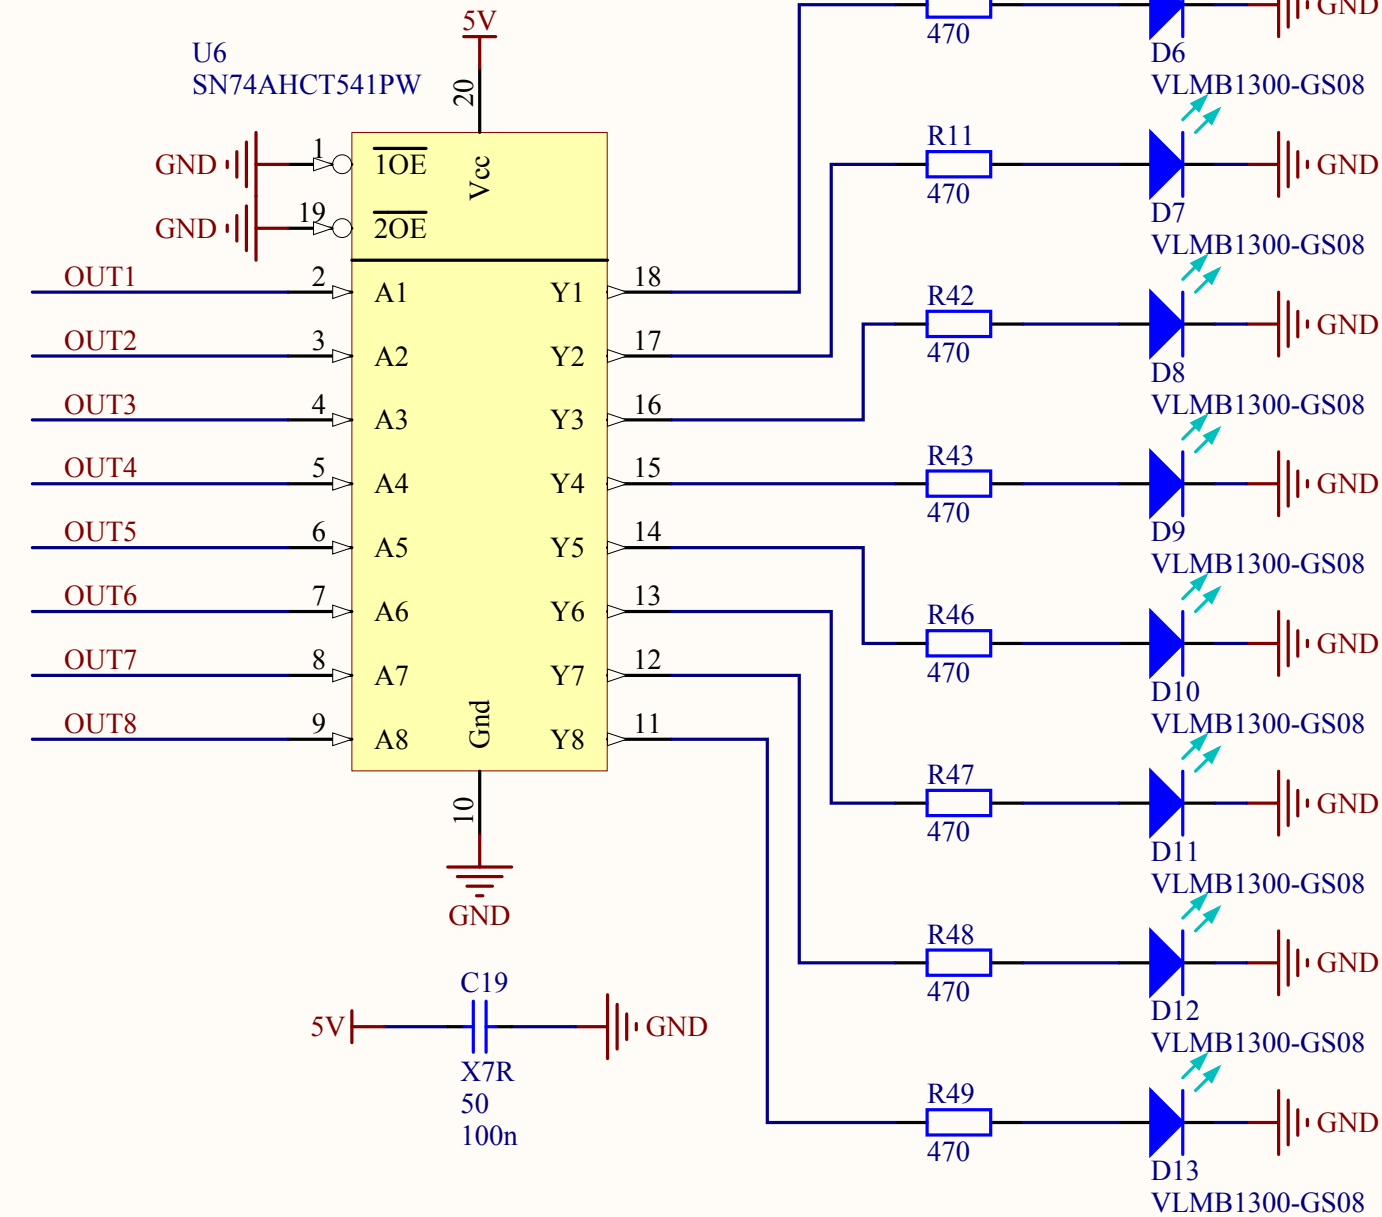 GND
470
D6
VLMB1300-GS08
5V
U6
SN74AHCT541PW
20
Vcc
GND
1
1OE
GND
19
2OE
R11
470
D7
VLMB1300-GS08
GND
OUT1
2
A1
Y1
18
R42
470
D8
VLMB1300-GS08
GND
OUT2
3
A2
Y2
17
OUT3
4
A3
Y3
16
OUT4
5
A4
Y4
15
R43
470
D9
VLMB1300-GS08
GND
OUT5
6
A5
Y5
14
OUT6
7
A6
Y6
13
R46
470
D10
VLMB1300-GS08
GND
OUT7
8
A7
Y7
12
OUT8
9
A8
Gnd
Y8
11
10
GND
R47
470
D11
VLMB1300-GS08
GND
R48
470
D12
VLMB1300-GS08
GND
C19
5V
GND
X7R
50
100n
R49
470
D13
VLMB1300-GS08
GND